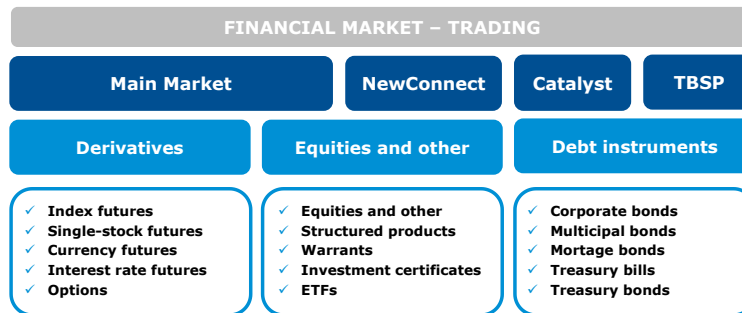 FINANCIAL MARKET – TRADING
Main Market
NewConnect
Catalyst
TBSP
Derivatives
Equities and other
Debt instruments
✓ Index futures
✓ Single-stock futures
✓ Currency futures
✓ Interest rate futures
✓ Options
✓ Equities and other
✓ Structured products
✓ Warrants
✓ Investment certificates
✓ ETFs
✓ Corporate bonds
✓ Multicipal bonds
✓ Mortage bonds
✓ Treasury bills
✓ Treasury bonds